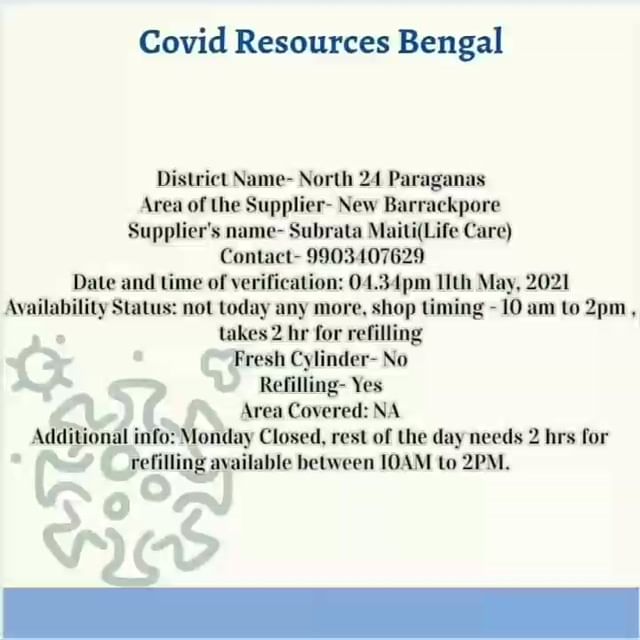 Covid Resources Bengal
District Name- North 24 Paraganas
Area of the Supplier- New Barrackpore
Supplier's name- Subrata Maiti(Life Care)
Contact- 9903407629
Date and time of verification: 04.34pm 11th May, 2021
Availability Status: not today any more, shop timing - 10 am to 2pm ,
takes 2 hr for refilling
Fresh Cylinder- No
Refilling- Yes
Area Covered: NA
Additional info: Monday Closed, rest of the day needs 2 hrs for
refilling available between 10AM to 2PM.